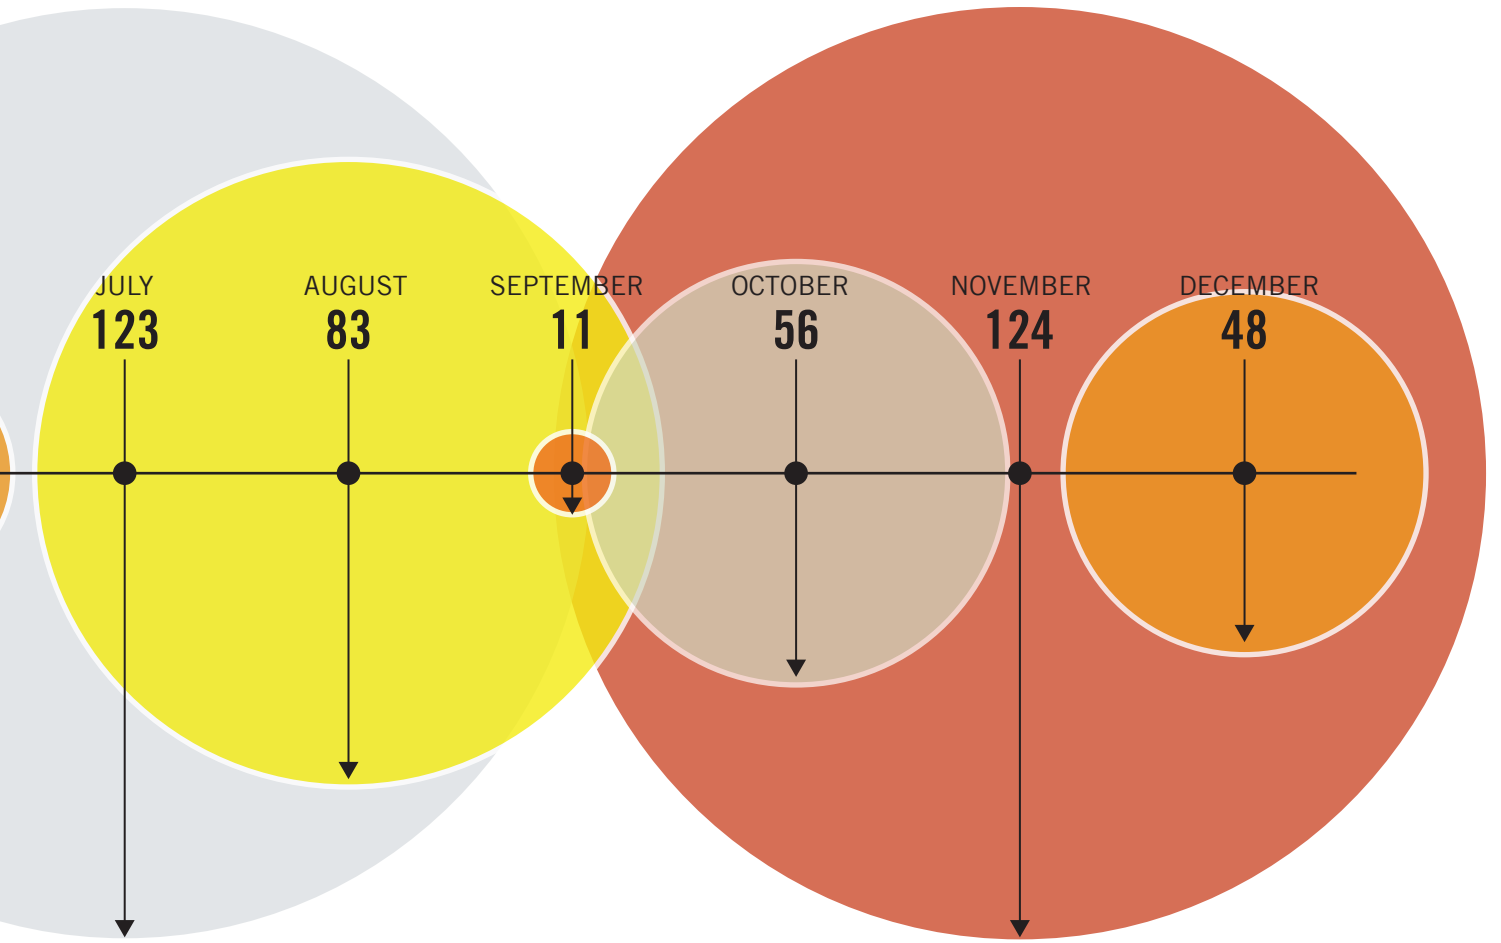 JULY
123
AUGUST
83
SEPTEMBER
11
OCTOBER
56
NOVEMBER
124
DECEMBER
48